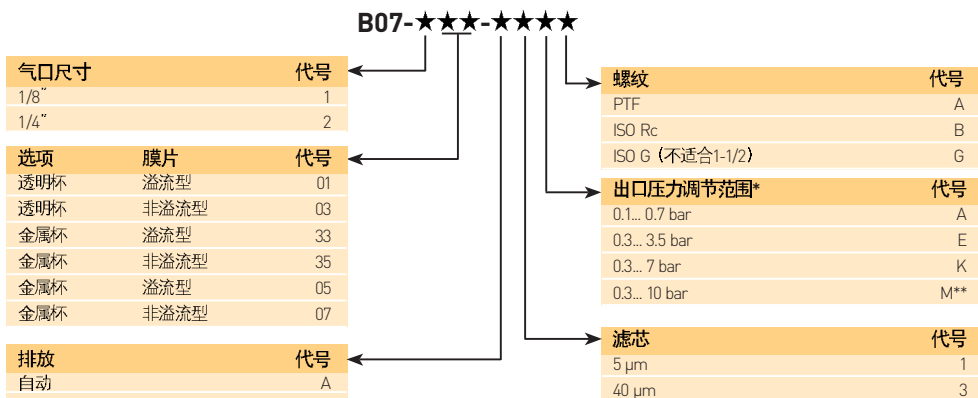 B07-★★★-★★★★
气口尺寸 代号
1/8" 1
1/4" 2
选项 膜片 代号
透明杯 溢流型 01
透明杯 非溢流型 03
金属杯 溢流型 33
金属杯 非溢流型 35
金属杯 溢流型 05
金属杯 非溢流型 07
排放 代号
自动 A
螺纹 代号
PTF A
ISO Rc B
ISO G (不适合1-1/2) G
出口压力调节范围* 代号
0.1... 0.7 bar A
0.3... 3.5 bar E
0.3... 7 bar K
0.3... 10 bar M**
滤芯 代号
5 µm 1
40 µm 3